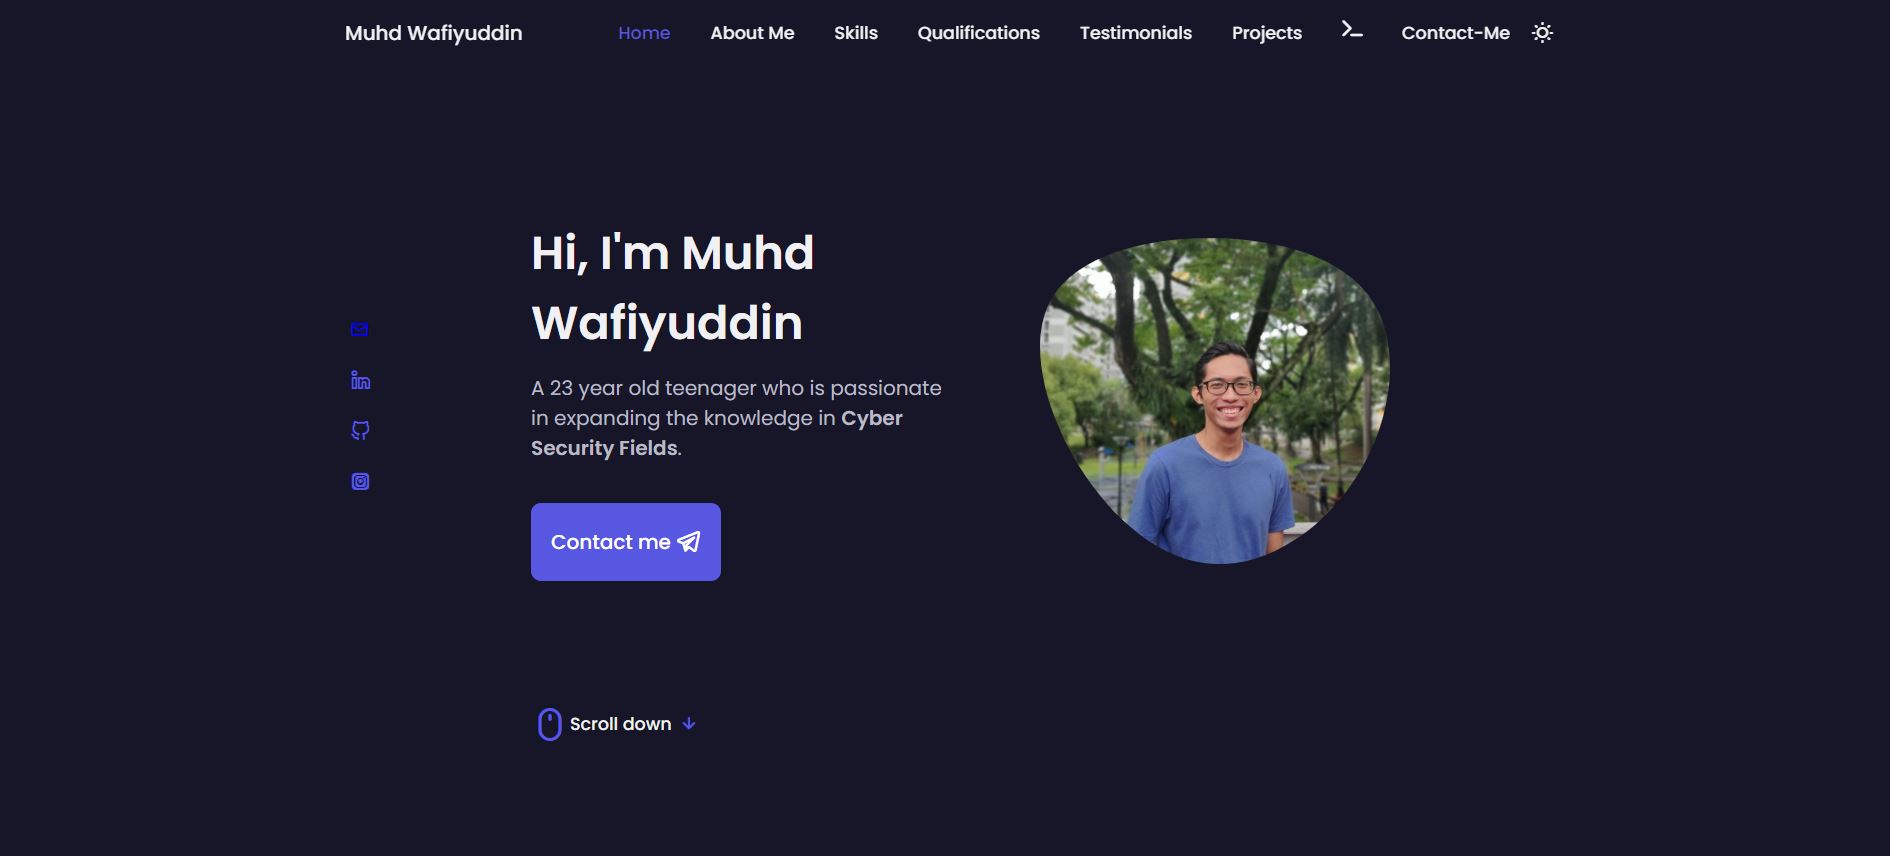 Muhd Wafiyuddin
Home
About Me
Skills
Qualifications
Testimonials
Projects
Contact-Me
Hi, I'm Muhd
Wafiyuddin
A 23 year old teenager who is passionate
in expanding the knowledge in Cyber
Security Fields.
Contact me
Scroll down